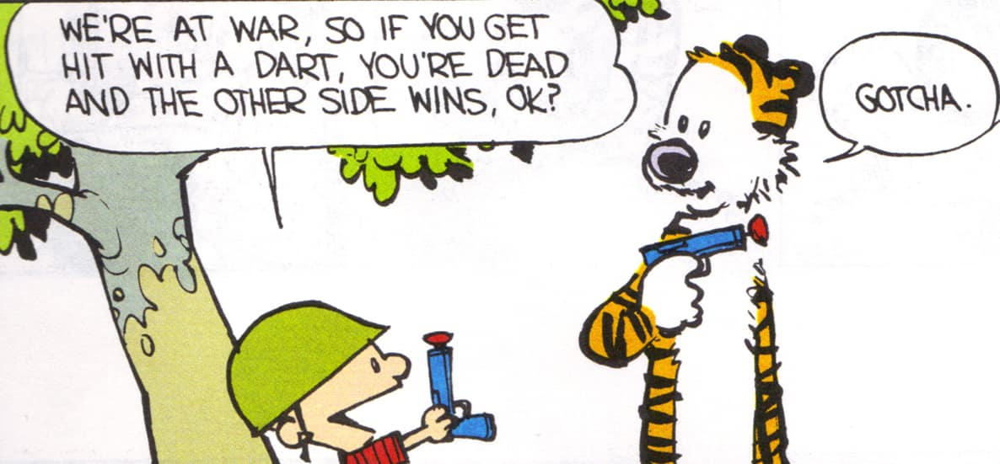 WE'RE AT WAR, SO IF YOU GET
HIT WITH A DART, YOU'RE DEAD
AND THE OTHER SIDE WINS, OK?
GOTCHA.